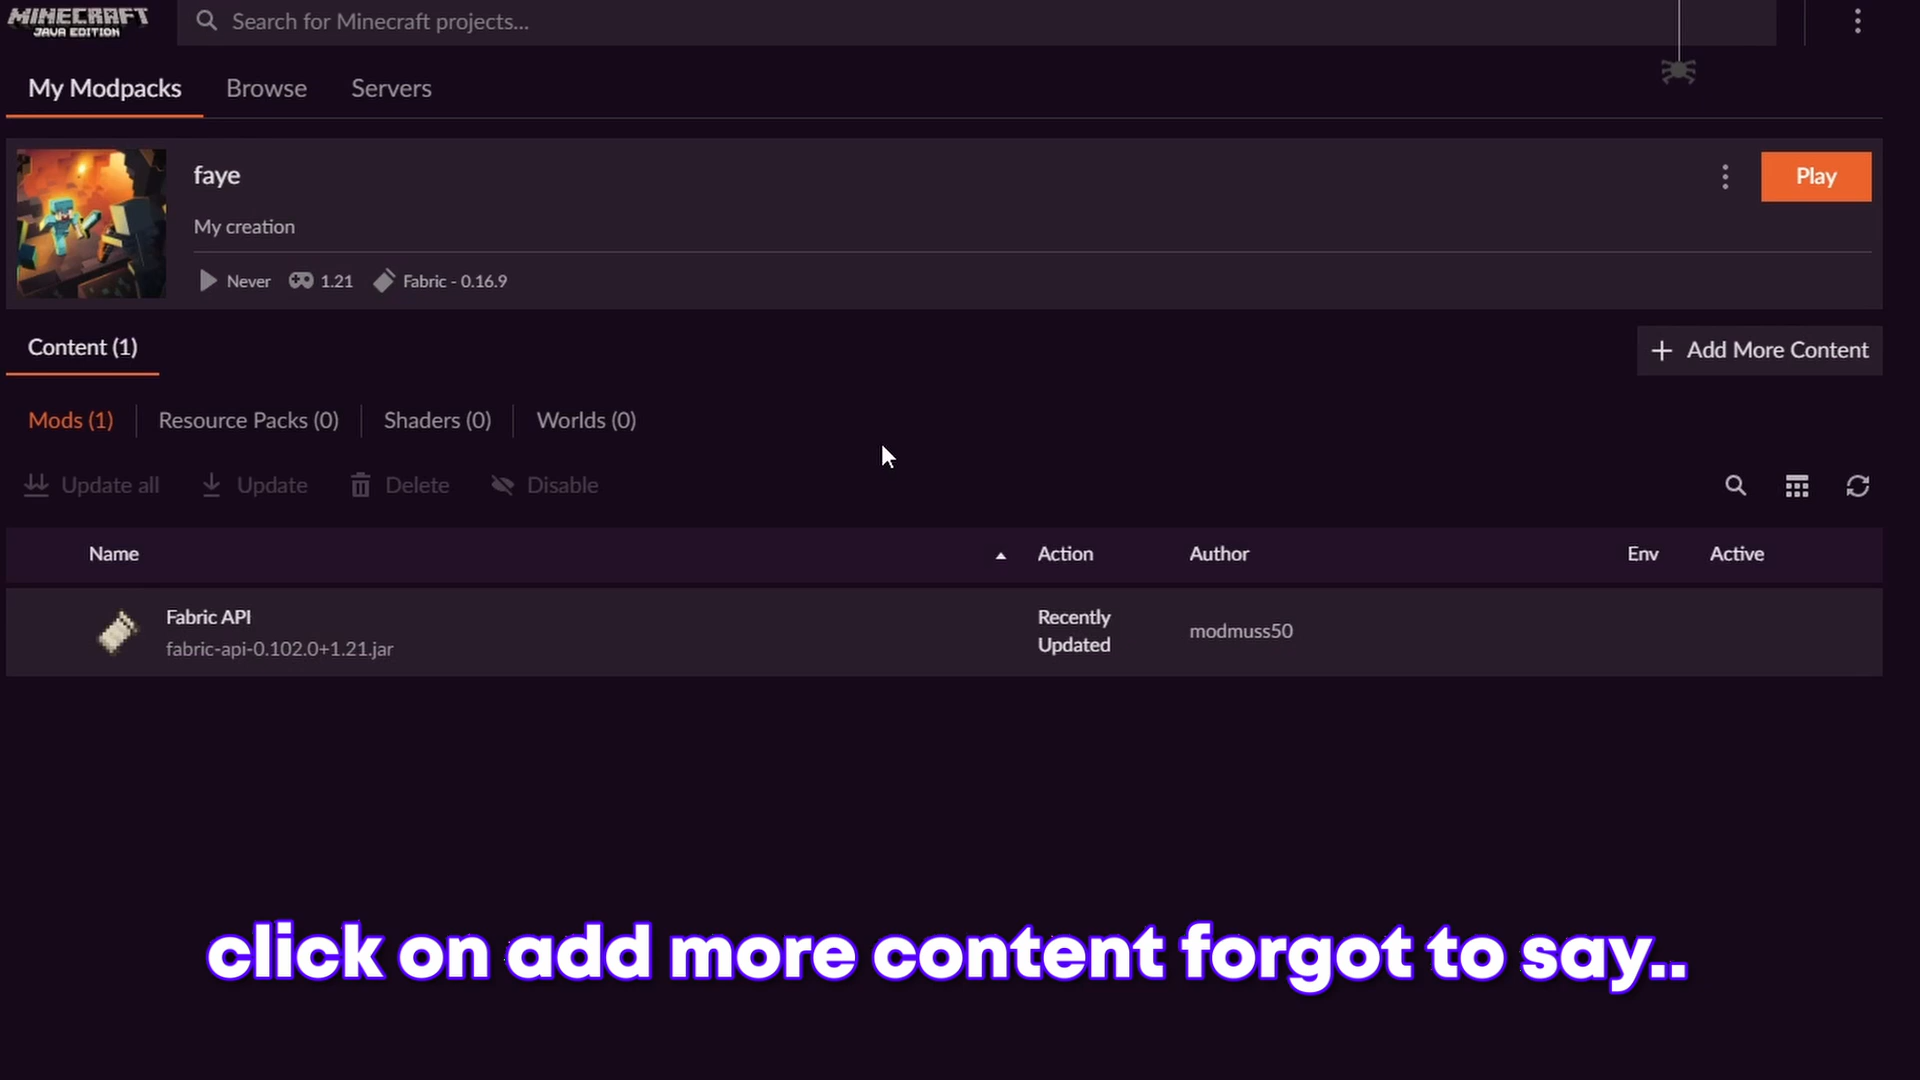 MINECRAFT
JAVA EDITION
Search for Minecraft projects...
My Modpacks
Browse
Servers
faye
Play
My creation
Never
1.21
Fabric - 0.16.9
Content (1)
Add More Content
Mods (1)
Resource Packs (0)
Shaders (0)
Worlds (0)
Update all
Update
Delete
Disable
Name
Action
Author
Env
Active
Fabric API
fabric-api-0.102.0+1.21.jar
Recently
Updated
modmuss50
click on add more content forgot to say..